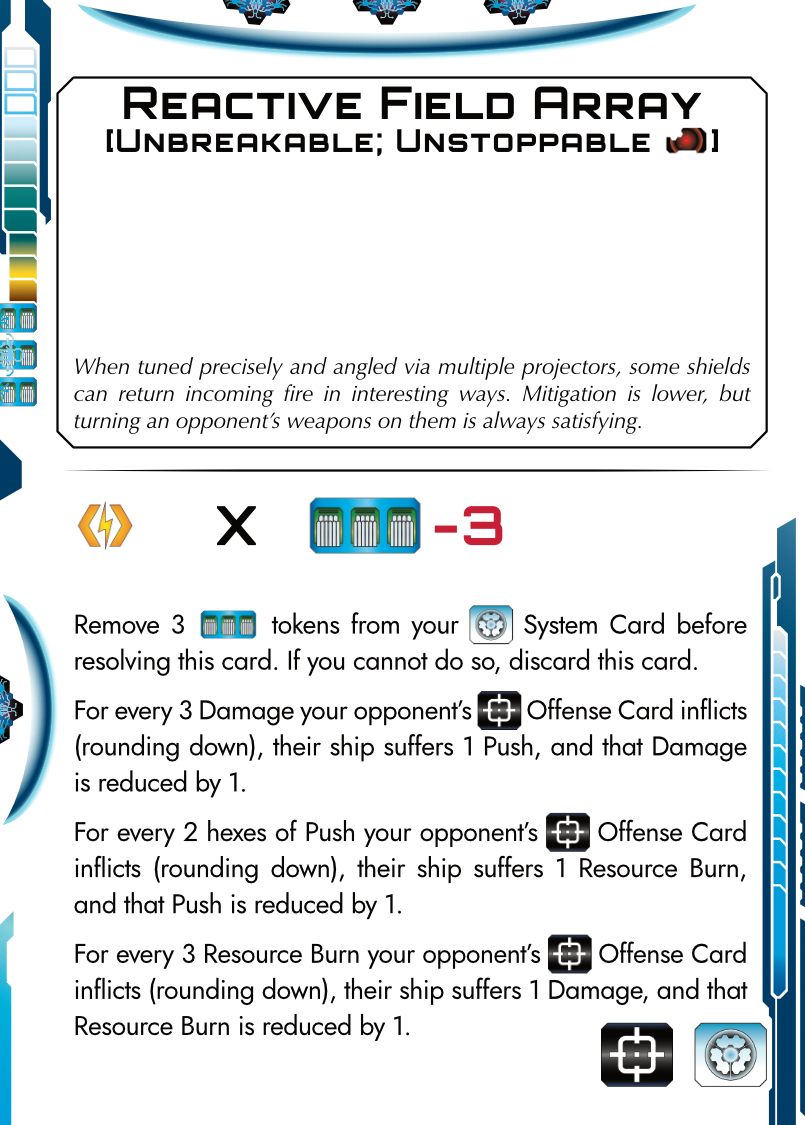 Reactive Field Array
[Unbreakable; Unstoppable ]
When tuned precisely and angled via multiple projectors, some shields
can return incoming fire in interesting ways. Mitigation is lower, but
turning an opponent's weapons on them is always satisfying.
X -3
Remove 3 tokens from your System Card before
resolving this card. If you cannot do so, discard this card.
For every 3 Damage your opponent's Offense Card inflicts
(rounding down), their ship suffers 1 Push, and that Damage
is reduced by 1.
For every 2 hexes of Push your opponent's Offense Card
inflicts (rounding down), their ship suffers 1 Resource Burn,
and that Push is reduced by 1.
For every 3 Resource Burn your opponent's Offense Card
inflicts (rounding down), their ship suffers 1 Damage, and that
Resource Burn is reduced by 1.